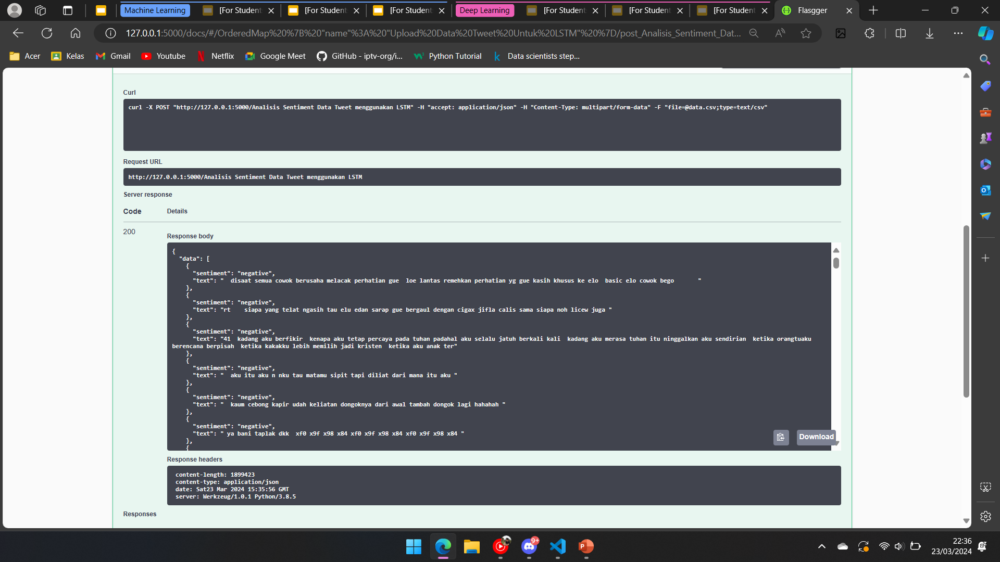 Machine Learning
[For Student
[For Student
[For Student
Deep Learning
[For Student
[For Student
[For Student
Flasgger
127.0.0.1:5000/docs/#/OrderedMap%20%7B%20"name"%3A%20"Upload%20Data%20Tweet%20Untuk%20LSTM"%20%7D/post_Analisis_Sentiment_Dat...
Acer
Kelas
Gmail
Youtube
Netflix
Google Meet
GitHub - iptv-org/i...
Python Tutorial
Data scientists step...
Curl
curl -X POST "http://127.0.0.1:5000/Analisis Sentiment Data Tweet menggunakan LSTM" -H "accept: application/json" -H "Content-Type: multipart/form-data" -F "file=@data.csv;type=text/csv"
Request URL
http://127.0.0.1:5000/Analisis Sentiment Data Tweet menggunakan LSTM
Server response
Code Details
200
Response body
{
"data": [
{
"sentiment": "negative",
"text": "  disaat semua cowok berusaha melacak perhatian gue  loe lantas remehkan perhatian yg gue kasih khusus ke elo  basic elo cowok bego       "
},
{
"sentiment": "negative",
"text": "rt    siapa yang telat ngasih tau elu edan sarap gue bergaul dengan cigax jifla calis sama siapa noh licew juga "
},
{
"sentiment": "negative",
"text": "41  kadang aku berfikir  kenapa aku tetap percaya pada tuhan padahal aku selalu jatuh berkali kali  kadang aku merasa tuhan itu ninggalkan aku sendirian  ketika orangtuaku
berencana berpisah  ketika kakakku lebih memilih jadi kristen  ketika aku anak ter"
},
{
"sentiment": "negative",
"text": "  aku itu aku n nku tau matamu sipit tapi diliat dari mana itu aku "
},
{
"sentiment": "negative",
"text": "  kaum cebong kapir udah keliatan dongoknya dari awal tambah dongok lagi hahahah "
},
{
"sentiment": "negative",
"text": " ya bani taplak dkk  xf0 x9f x98 x84 xf0 x9f x98 x84 xf0 x9f x98 x84 "
},
{
Download
Response headers
content-length: 1899423
content-type: application/json
date: Sat23 Mar 2024 15:35:56 GMT
server: Werkzeug/1.0.1 Python/3.8.5
Responses
9+
22:36
23/03/2024